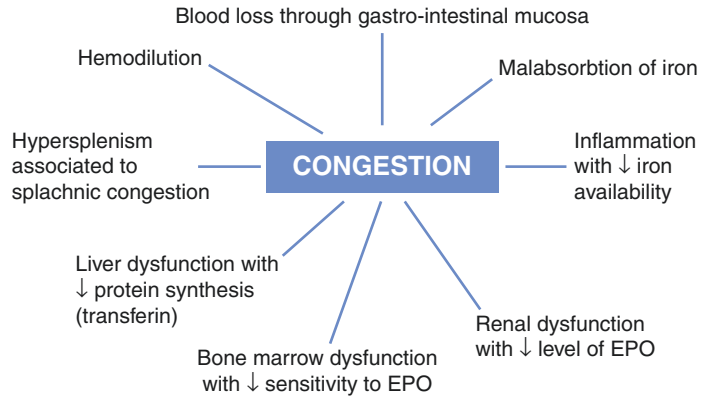 Blood loss through gastro-intestinal mucosa
Hemodilution
Malabsorbtion of iron
Hypersplenism
associated to
splachnic congestion
CONGESTION
Inflammation
with ↓ iron
availability
Liver dysfunction with
↓ protein synthesis
(transferin)
Renal dysfunction
with ↓ level of EPO
Bone marrow dysfunction
with ↓ sensitivity to EPO